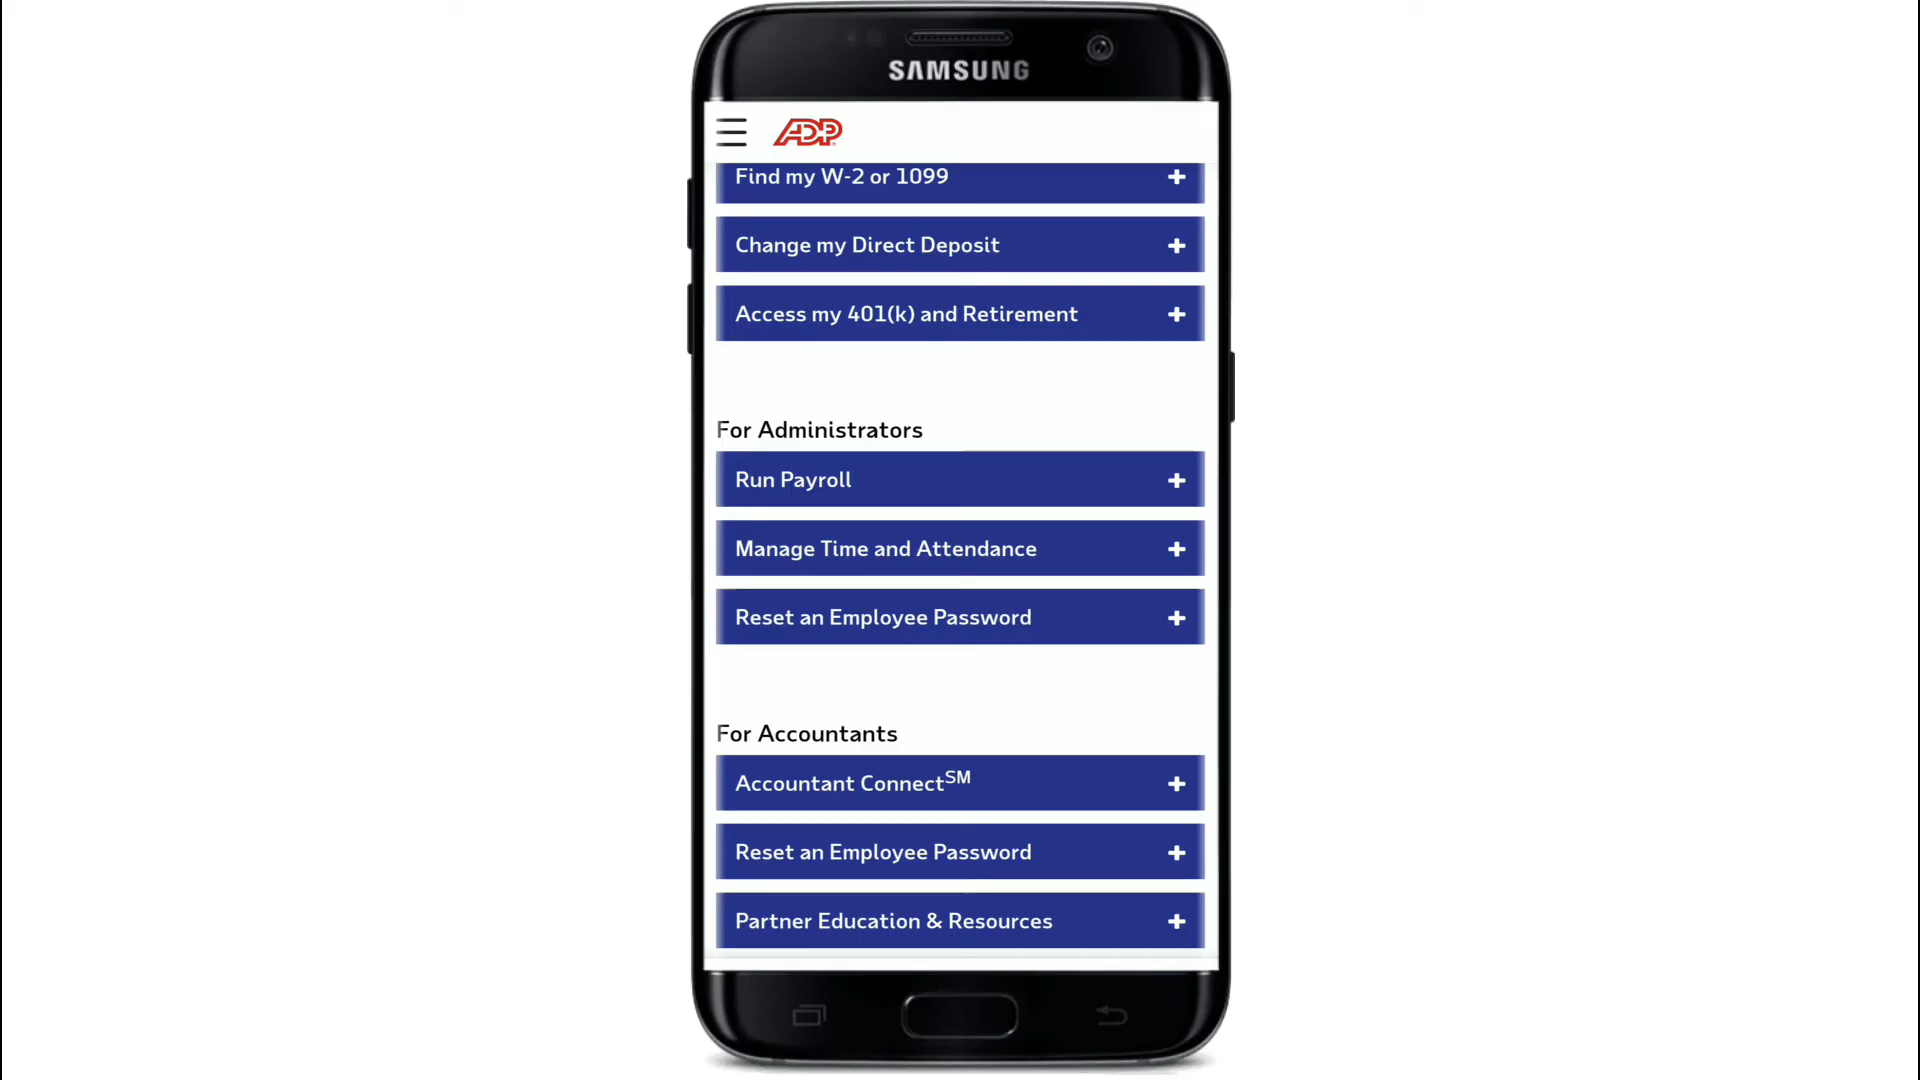 SAMSUNG
ADP
Find my W-2 or 1099
Change my Direct Deposit
Access my 401(k) and Retirement
For Administrators
Run Payroll
Manage Time and Attendance
Reset an Employee Password
For Accountants
Accountant ConnectSM
Reset an Employee Password
Partner Education & Resources